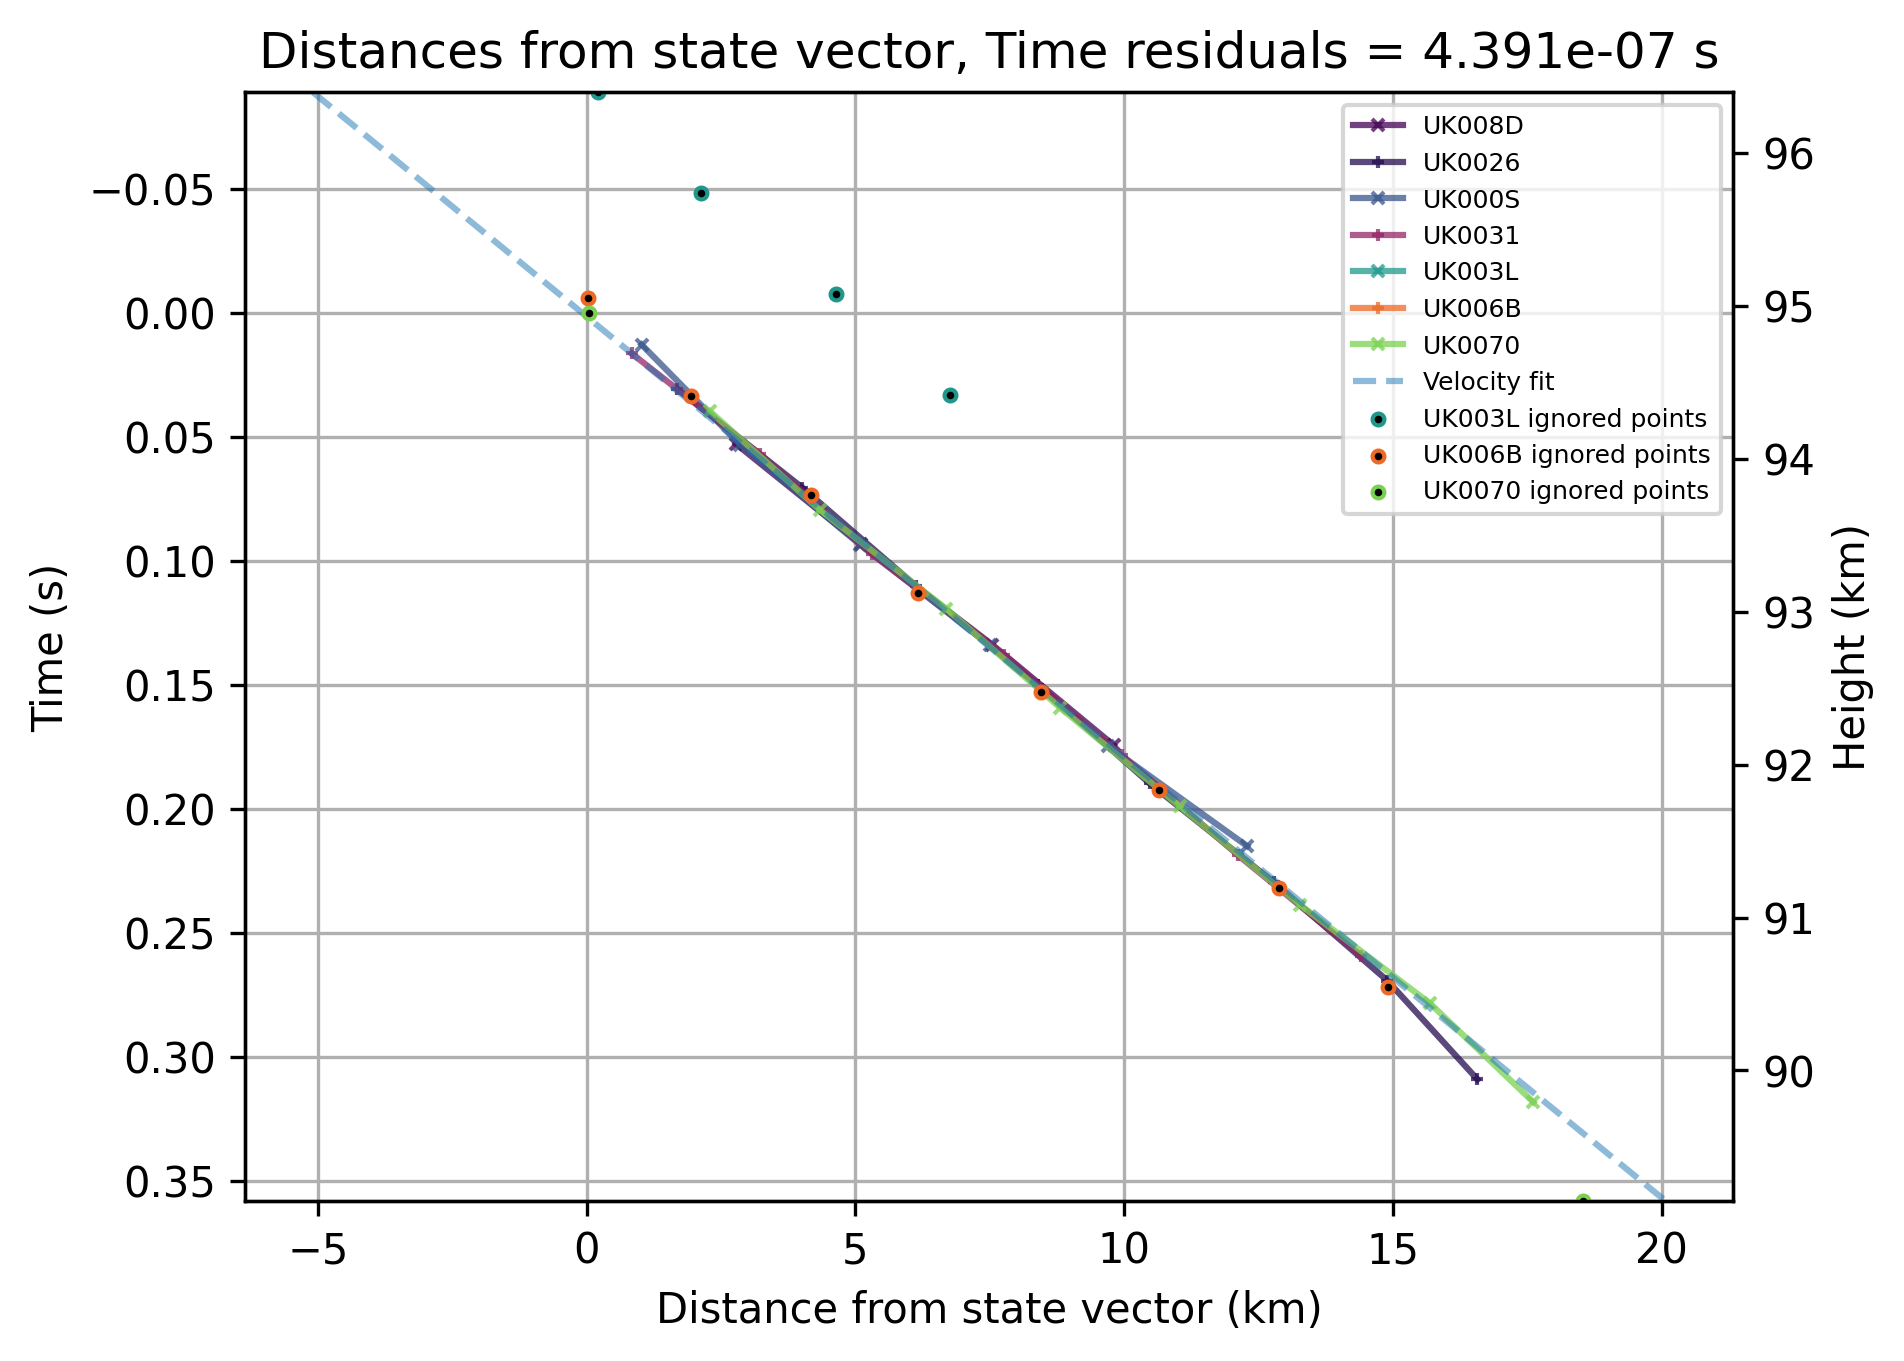 Distances from state vector, Time residuals = 4.391e-07 s
UK008D
UK0026
UK000S
UK0031
UK003L
UK006B
UK0070
Velocity fit
UK003L ignored points
UK006B ignored points
UK0070 ignored points
Time (s)
−0.05
0.00
0.05
0.10
0.15
0.20
0.25
0.30
0.35
96
95
94
93
92
91
90
Height (km)
−5
0
5
10
15
20
Distance from state vector (km)